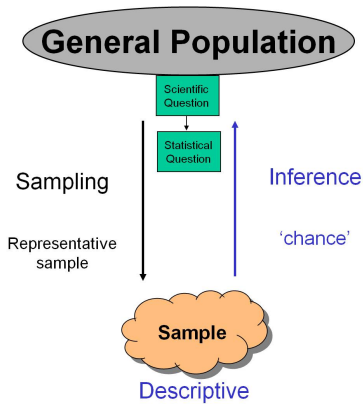 General Population
Scientific
Question
Statistical
Question
Sampling
Inference
Representative
sample
‘chance’
Sample
Descriptive